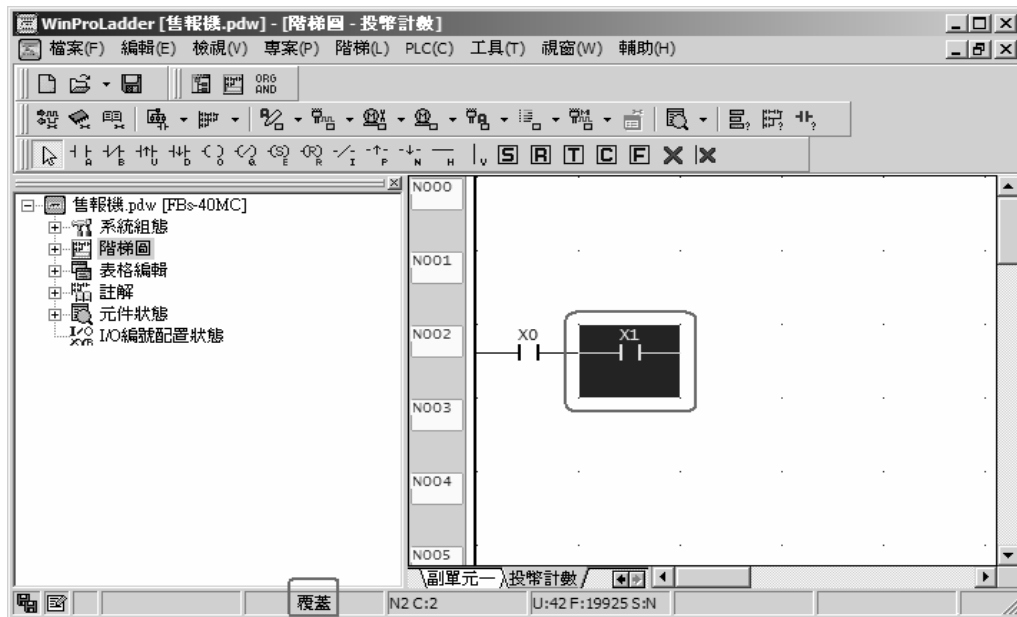 WinProLadder [售報機.pdw] - [階梯圖 - 投幣計數]
檔案(F) 編輯(E) 檢視(V) 專案(P) 階梯(L) PLC(C) 工具(T) 視窗(W) 輔助(H)
ORG
AND
A B U D O Q E R I P N H V S R T C F
售報機.pdw [FBs-40MC]
系統組態
階梯圖
表格編輯
註解
元件狀態
I/O編號配置狀態
N000
N001
N002
X0
X1
N003
N004
N005
副單元一
投幣計數
覆蓋
N2 C:2
U:42 F:19925 S:N